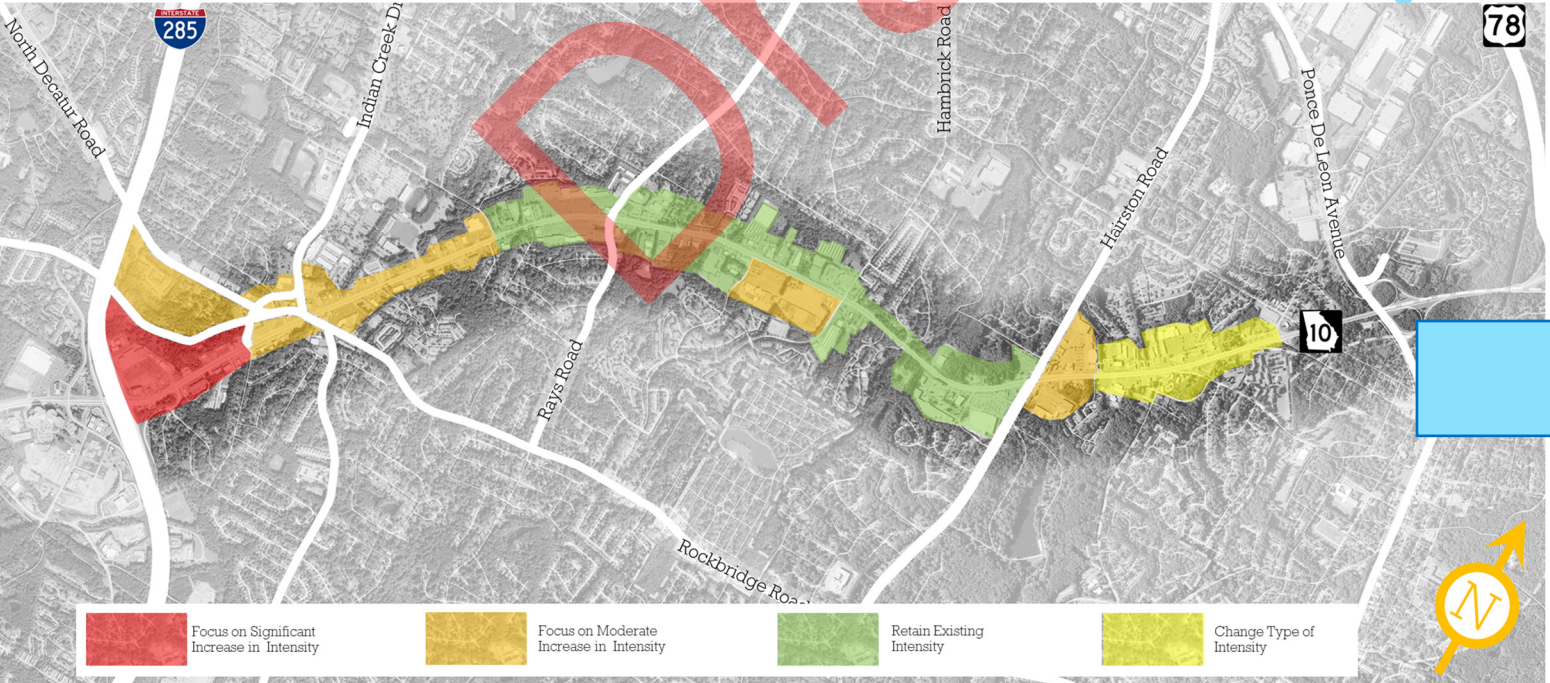 INTERSTATE
285
North Decatur Road
Indian Creek Dr
Hambrick Road
78
Ponce De Leon Avenue
Hairston Road
10
Rays Road
Rockbridge Road
N
Focus on Significant
Increase in Intensity
Focus on Moderate
Increase in Intensity
Retain Existing
Intensity
Change Type of
Intensity